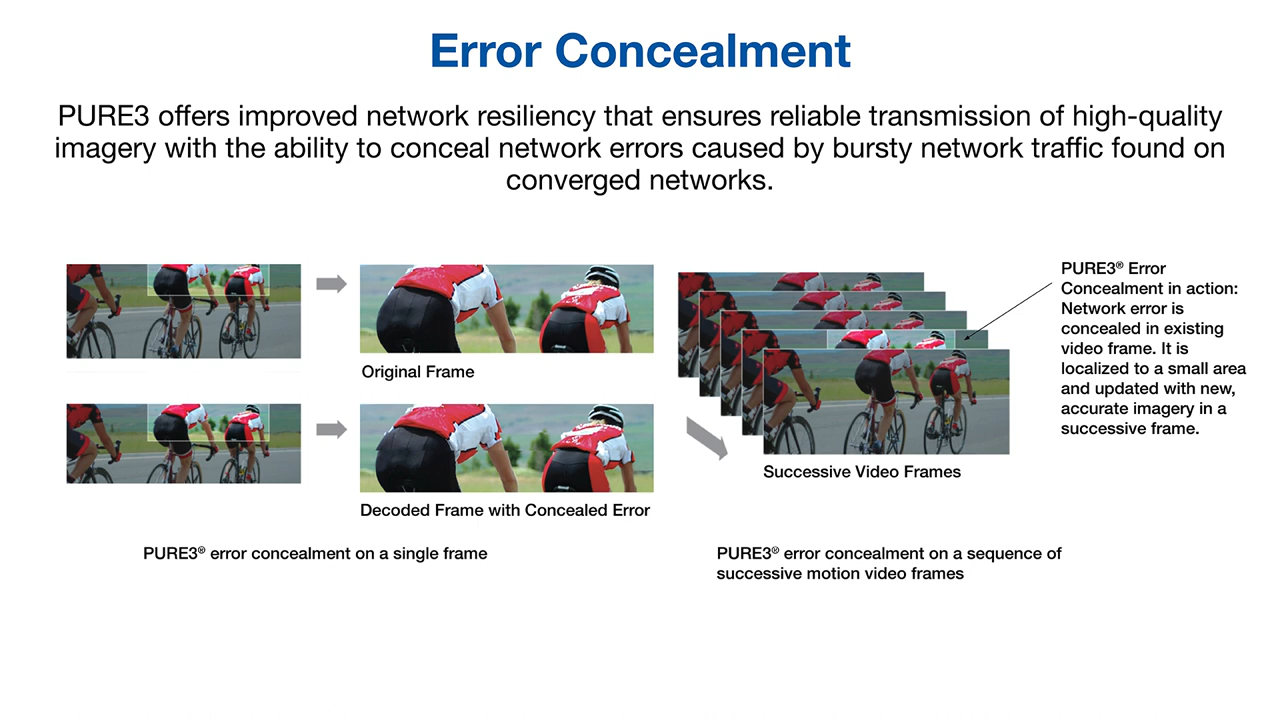 Error Concealment
PURE3 offers improved network resiliency that ensures reliable transmission of high-quality
imagery with the ability to conceal network errors caused by bursty network traffic found on
converged networks.
Original Frame
Decoded Frame with Concealed Error
PURE3® error concealment on a single frame
Successive Video Frames
PURE3® Error
Concealment in action:
Network error is
concealed in existing
video frame. It is
localized to a small area
and updated with new,
accurate imagery in a
successive frame.
PURE3® error concealment on a sequence of
successive motion video frames